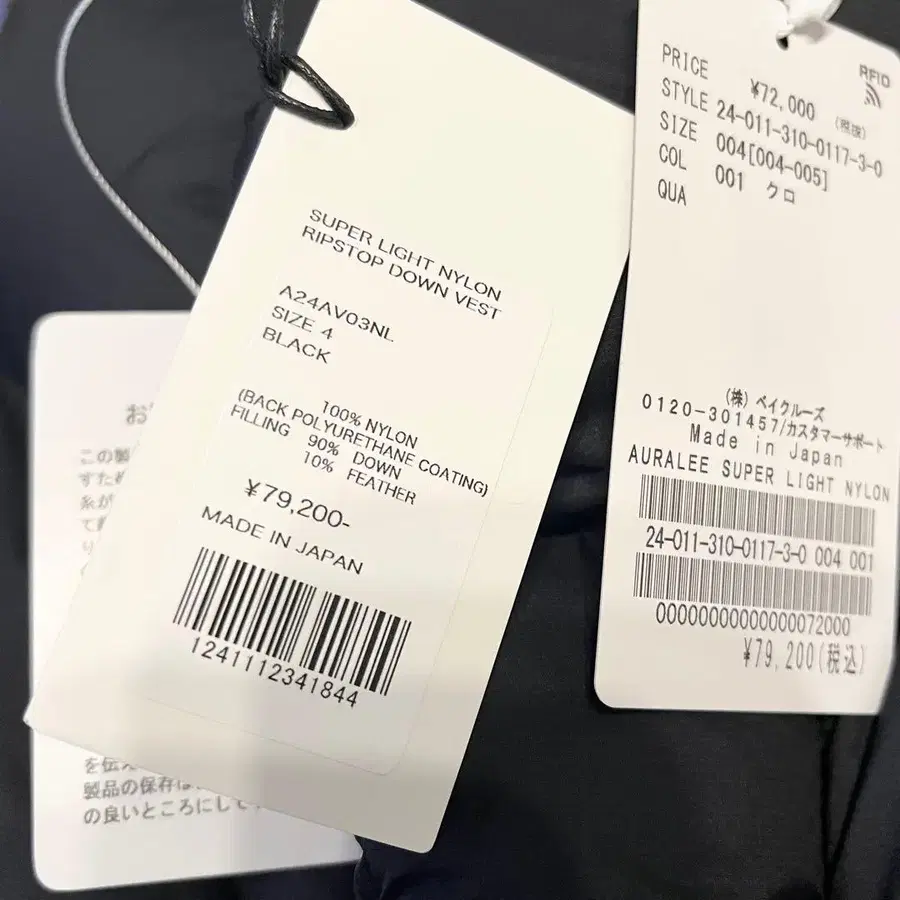 SUPER LIGHT NYLON
RIPSTOP DOWN VEST
A24AV03NL
SIZE 4
BLACK
100% NYLON
(BACK POLYURETHANE COATING)
FILLING 90% DOWN
10% FEATHER
¥79,200-
MADE IN JAPAN
1241112341844
RFID
PRICE ¥72,000 (税抜)
STYLE 24-011-310-0117-3-0
SIZE 004[004-005]
COL 001 クロ
QUA
(株) ベイクルーズ
0120-301457/カスタマーサポート
Made in Japan
AURALEE SUPER LIGHT NYLON
24-011-310-0117-3-0 004 001
00000000000000072000
¥79,200(税込)
お
この製
すため
糸が
て
り
を伝え
製品の保存は
の良いところにして